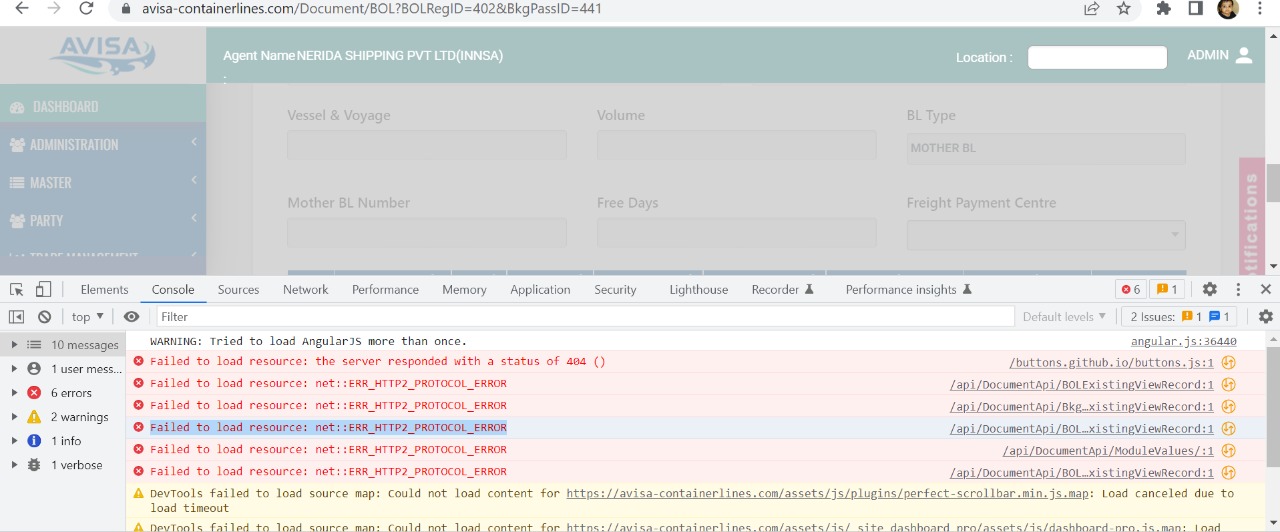 avisa-containerlines.com/Document/BOL?BOLRegID=402&BkgPassID=441
AVISA
Agent Name NERIDA SHIPPING PVT LTD(INNSA)
:
Location :
ADMIN
DASHBOARD
ADMINISTRATION
MASTER
PARTY
TRADE MANAGEMENT
Vessel & Voyage
Volume
BL Type
MOTHER BL
Mother BL Number
Free Days
Freight Payment Centre
otifications
Elements Console Sources Network Performance Memory Application Security Lighthouse Recorder Performance insights 6 1
top Filter Default levels 2 Issues: 1 1
10 messages
1 user mess...
6 errors
2 warnings
1 info
1 verbose
WARNING: Tried to load AngularJS more than once. angular.js:36440
Failed to load resource: the server responded with a status of 404 () /buttons.github.io/buttons.js:1
Failed to load resource: net::ERR_HTTP2_PROTOCOL_ERROR /api/DocumentApi/BOLExistingViewRecord:1
Failed to load resource: net::ERR_HTTP2_PROTOCOL_ERROR /api/DocumentApi/Bkg…xistingViewRecord:1
Failed to load resource: net::ERR_HTTP2_PROTOCOL_ERROR /api/DocumentApi/BOL…xistingViewRecord:1
Failed to load resource: net::ERR_HTTP2_PROTOCOL_ERROR /api/DocumentApi/ModuleValues/:1
Failed to load resource: net::ERR_HTTP2_PROTOCOL_ERROR /api/DocumentApi/BOL…xistingViewRecord:1
DevTools failed to load source map: Could not load content for https://avisa-containerlines.com/assets/js/plugins/perfect-scrollbar.min.js.map: Load canceled due to
load timeout
DevTools failed to load source map: Could not load content for https://avisa-containerlines.com/assets/js/_site_dashboard_pro/assets/js/dashboard-pro.js.map: Load